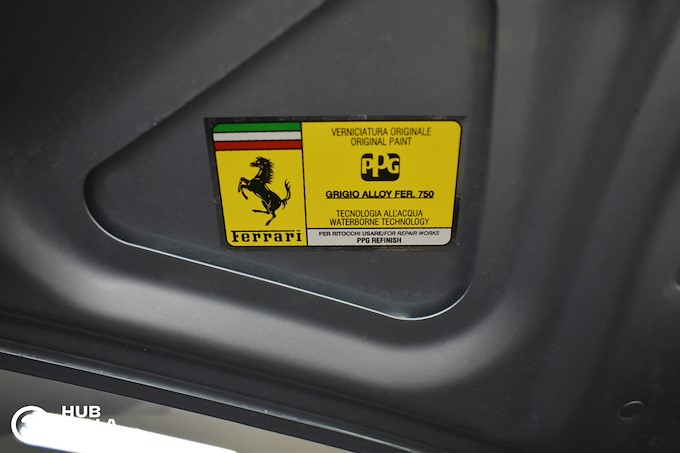 VERNICIATURA ORIGINALE
ORIGINAL PAINT
PPG
GRIGIO ALLOY FER. 750
TECNOLOGIA ALL'ACQUA
WATERBORNE TECHNOLOGY
Ferrari
PER RITOCCHI USARE/FOR REPAIR WORKS
PPG REFINISH
HUB